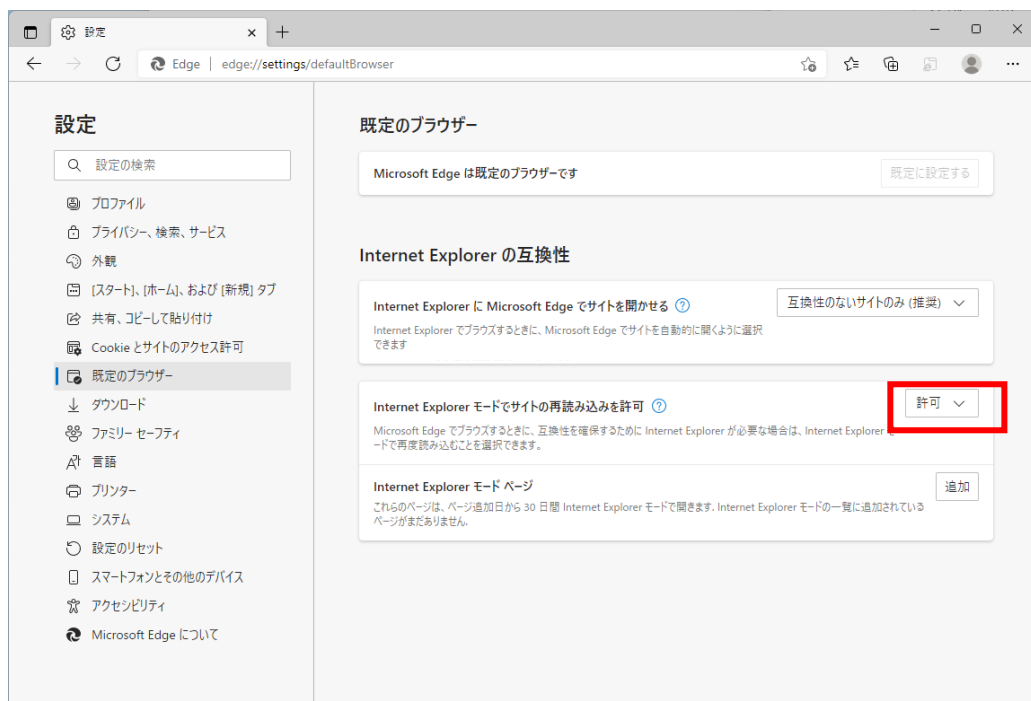 設定
Edge | edge://settings/defaultBrowser
設定
設定の検索
プロファイル
プライバシー、検索、サービス
外観
[スタート]、[ホーム]、および [新規] タブ
共有、コピーして貼り付け
Cookie とサイトのアクセス許可
既定のブラウザー
ダウンロード
ファミリー セーフティ
言語
プリンター
システム
設定のリセット
スマートフォンとその他のデバイス
アクセシビリティ
Microsoft Edge について
既定のブラウザー
Microsoft Edge は既定のブラウザーです
既定に設定する
Internet Explorer の互換性
Internet Explorer に Microsoft Edge でサイトを開かせる
互換性のないサイトのみ (推奨)
Internet Explorer でブラウズするときに、Microsoft Edge でサイトを自動的に開くように選択
できます
Internet Explorer モードでサイトの再読み込みを許可
許可
Microsoft Edge でブラウズするときに、互換性を確保するために Internet Explorer が必要な場合は、Internet Explorer モ
ードで再度読み込むことを選択できます。
Internet Explorer モード ページ
追加
これらのページは、ページ追加日から 30 日間 Internet Explorer モードで開きます. Internet Explorer モードの一覧に追加されている
ページがまだありません.